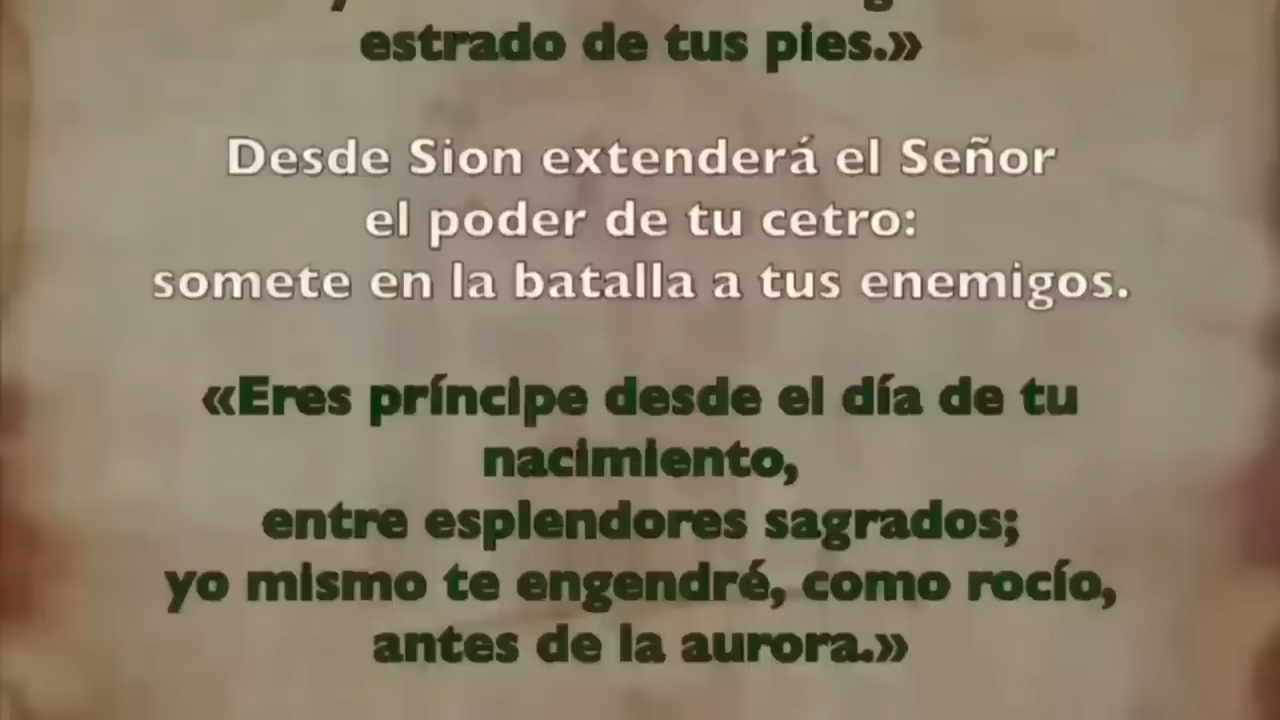 estrado de tus pies.»
Desde Sion extenderá el Señor
el poder de tu cetro:
somete en la batalla a tus enemigos.
«Eres príncipe desde el día de tu
nacimiento,
entre esplendores sagrados;
yo mismo te engendré, como rocío,
antes de la aurora.»